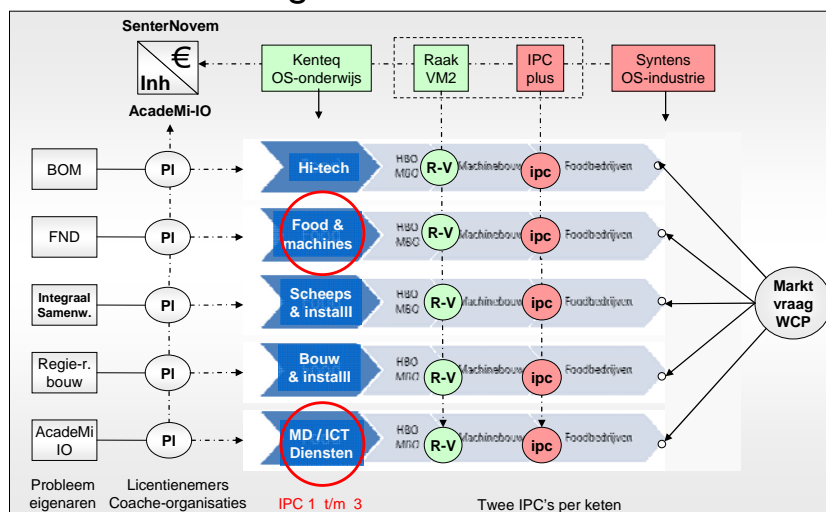 SenterNovem
€
Inh
AcadeMi-IO
Kenteq
OS-onderwijs
Raak
VM2
IPC
plus
Syntens
OS-industrie
BOM
PI
Hi-tech
HBO
MBO
R-V
Machinebouw
ipc
Foodbedrijven
FND
PI
Food &
machines
HBO
MBO
R-V
Machinebouw
ipc
Foodbedrijven
Integraal
Samenw.
PI
Scheeps
& installl
HBO
MBO
R-V
Machinebouw
ipc
Foodbedrijven
Markt
vraag
WCP
Regie-r.
bouw
PI
Bouw
& installl
HBO
MBO
R-V
Machinebouw
ipc
Foodbedrijven
AcadeMi
IO
PI
MD / ICT
Diensten
HBO
MBO
R-V
Machinebouw
ipc
Foodbedrijven
Probleem
eigenaren
Licentienemers
Coache-organisaties
IPC 1 t/m 3
Twee IPC's per keten